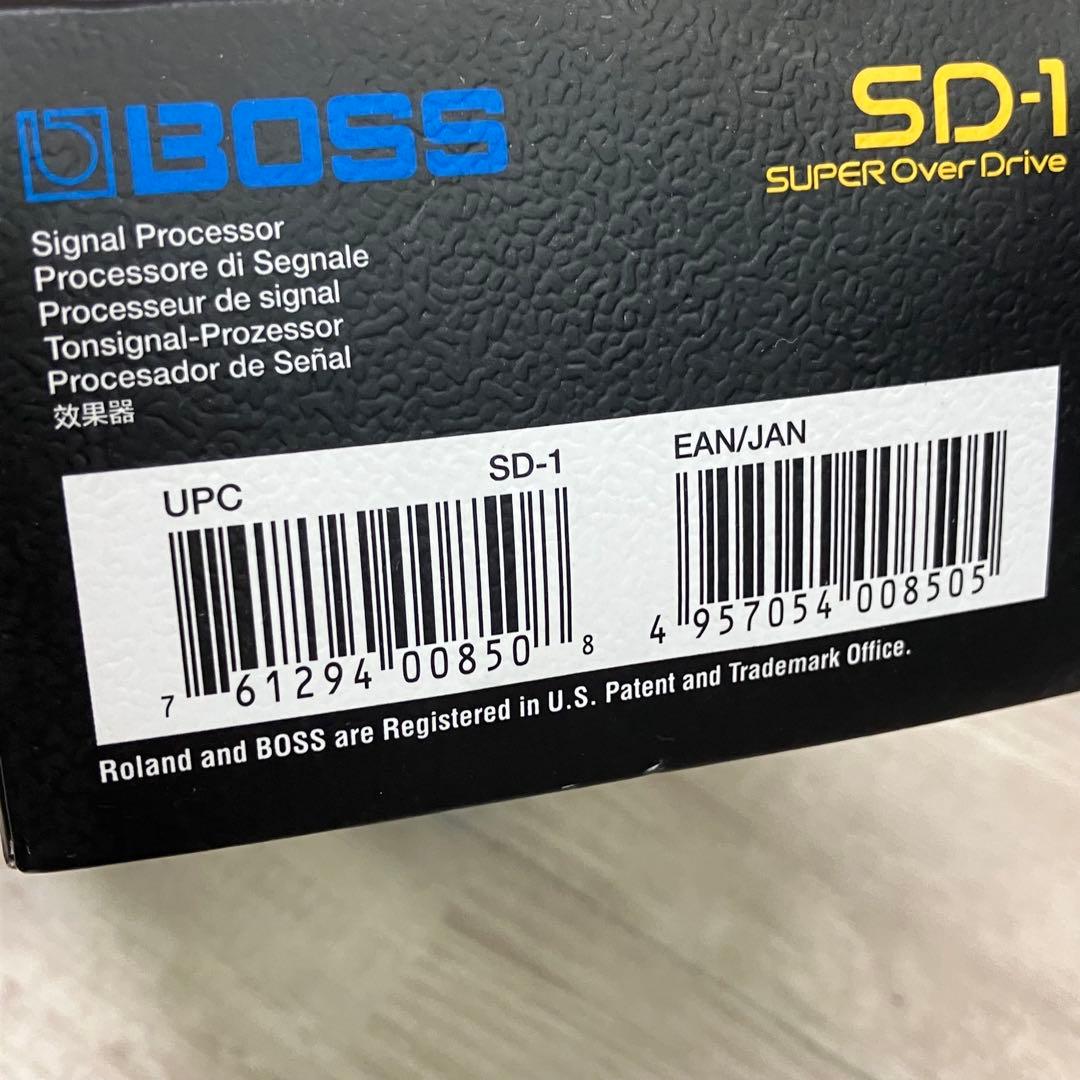 BOSS
SD-1
SUPER Over Drive
Signal Processor
Processore di Segnale
Processeur de signal
Tonsignal-Prozessor
Procesador de Señal
效果器
UPC SD-1
7 61294 00850 8
EAN/JAN
4 957054 008505
Roland and BOSS are Registered in U.S. Patent and Trademark Office.